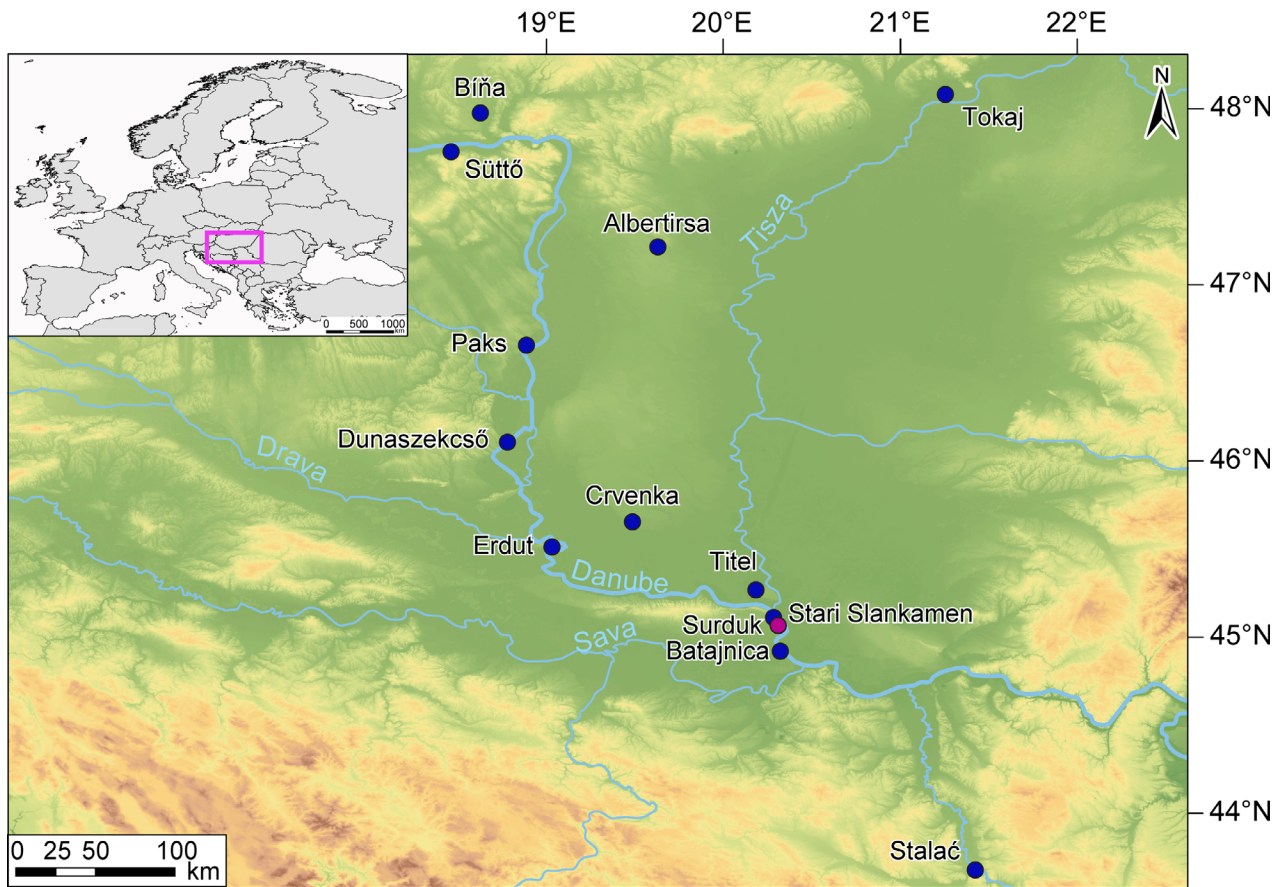 19°E
20°E
21°E
22°E
Bíňa
Süttő
Tokaj
N
48°N
Albertirsa
Tisza
47°N
0 500 1000
km
Paks
Dunaszekcső
Drava
46°N
Crvenka
Erdut
Titel
Danube
Stari Slankamen
Surduk
Sava
Batajnica
45°N
44°N
Stalać
0 25 50 100
km